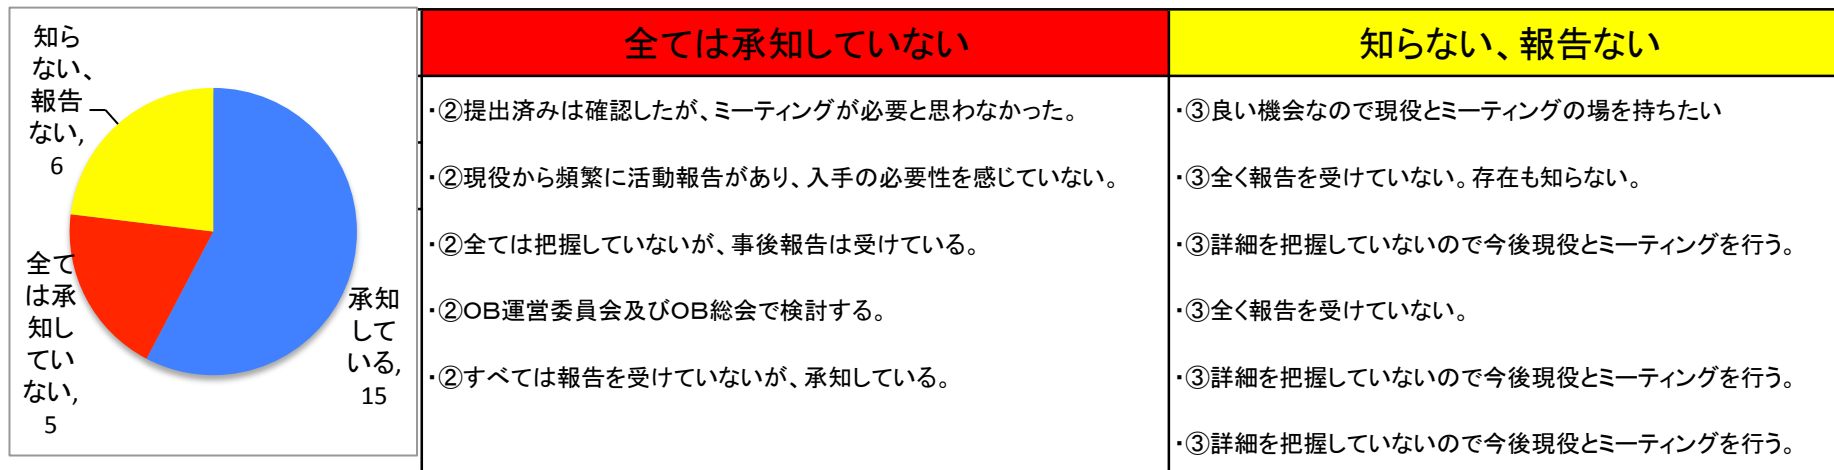 知ら
ない、
報告
ない,
6
全て
は承
知し
てい
ない,
5
承知
して
いる,
15
全ては承知していない
・②提出済みは確認したが、ミーティングが必要と思わなかった。
・②現役から頻繁に活動報告があり、入手の必要性を感じていない。
・②全ては把握していないが、事後報告は受けている。
・②OB運営委員会及びOB総会で検討する。
・②すべては報告を受けていないが、承知している。
知らない、報告ない
・③良い機会なので現役とミーティングの場を持ちたい
・③全く報告を受けていない。存在も知らない。
・③詳細を把握していないので今後現役とミーティングを行う。
・③全く報告を受けていない。
・③詳細を把握していないので今後現役とミーティングを行う。
・③詳細を把握していないので今後現役とミーティングを行う。